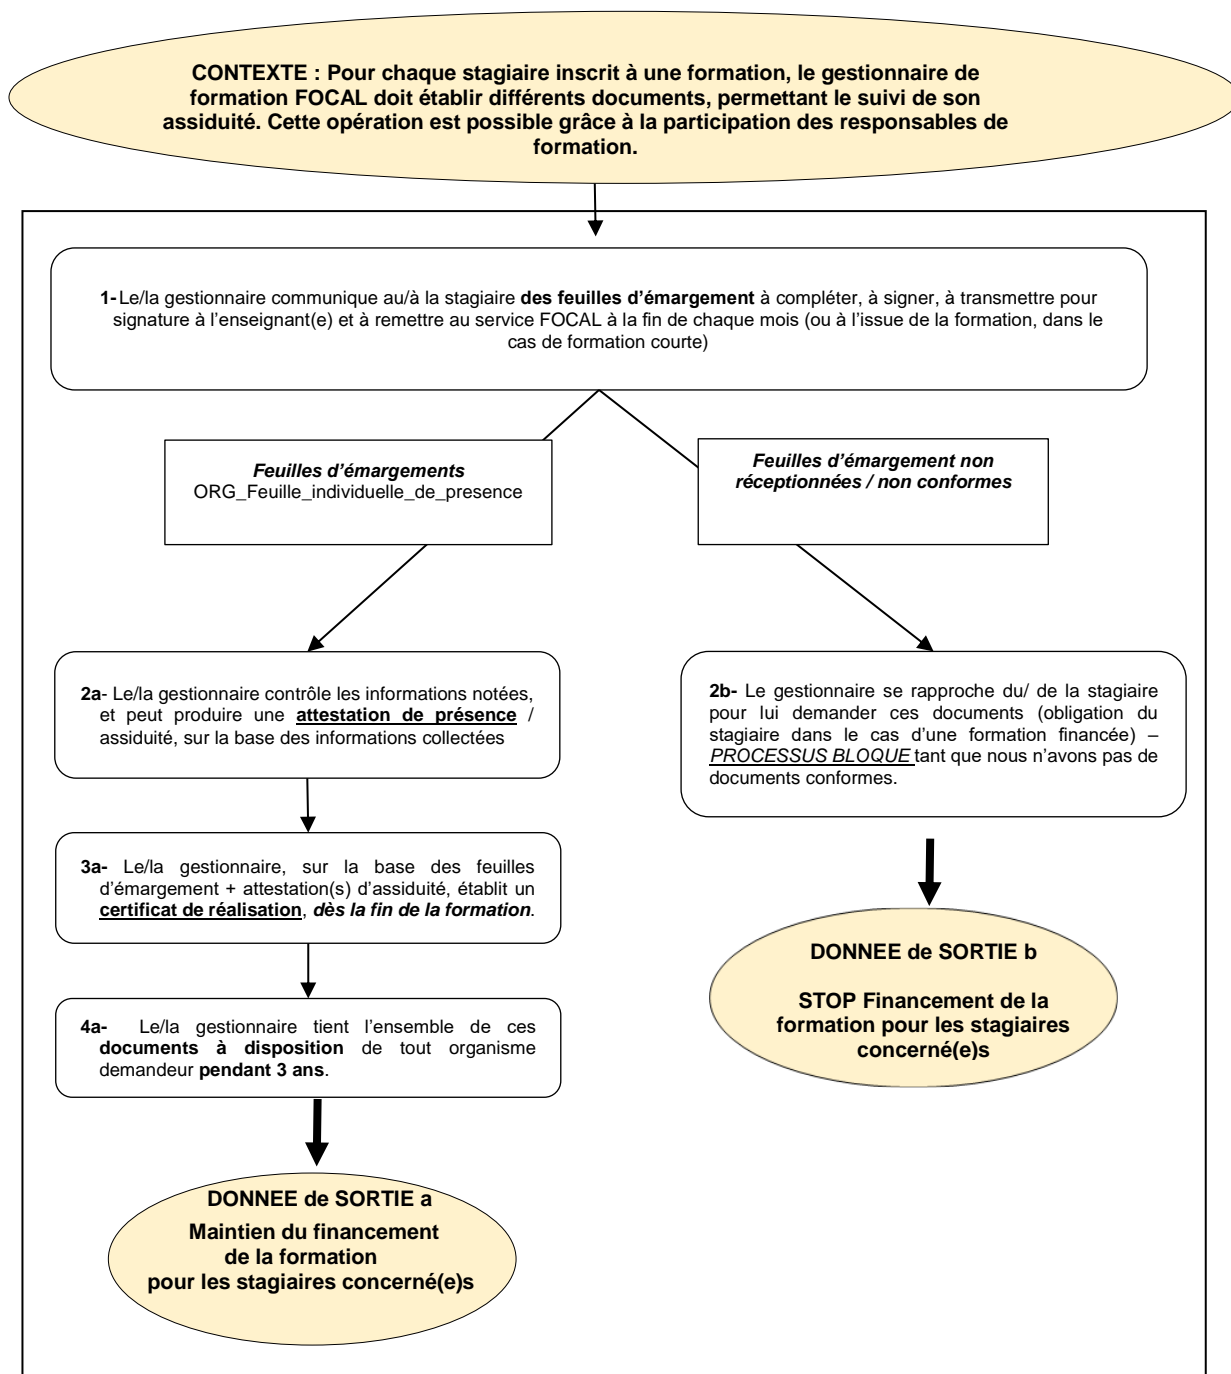 CONTEXTE : Pour chaque stagiaire inscrit à une formation, le gestionnaire de
formation FOCAL doit établir différents documents, permettant le suivi de son
assiduité. Cette opération est possible grâce à la participation des responsables de
formation.
1- Le/la gestionnaire communique au/à la stagiaire des feuilles d’émargement à compléter, à signer, à transmettre pour
signature à l’enseignant(e) et à remettre au service FOCAL à la fin de chaque mois (ou à l’issue de la formation, dans le
cas de formation courte)
Feuilles d’émargements
ORG_Feuille_individuelle_de_presence
Feuilles d’émargement non
réceptionnées / non conformes
2a- Le/la gestionnaire contrôle les informations notées,
et peut produire une attestation de présence /
assiduité, sur la base des informations collectées
2b- Le gestionnaire se rapproche du/ de la stagiaire
pour lui demander ces documents (obligation du
stagiaire dans le cas d’une formation financée) –
PROCESSUS BLOQUE tant que nous n’avons pas de
documents conformes.
3a- Le/la gestionnaire, sur la base des feuilles
d’émargement + attestation(s) d’assiduité, établit un
certificat de réalisation, dès la fin de la formation.
4a- Le/la gestionnaire tient l’ensemble de ces
documents à disposition de tout organisme
demandeur pendant 3 ans.
DONNEE de SORTIE b
STOP Financement de la
formation pour les stagiaires
concerné(e)s
DONNEE de SORTIE a
Maintien du financement
de la formation
pour les stagiaires concerné(e)s